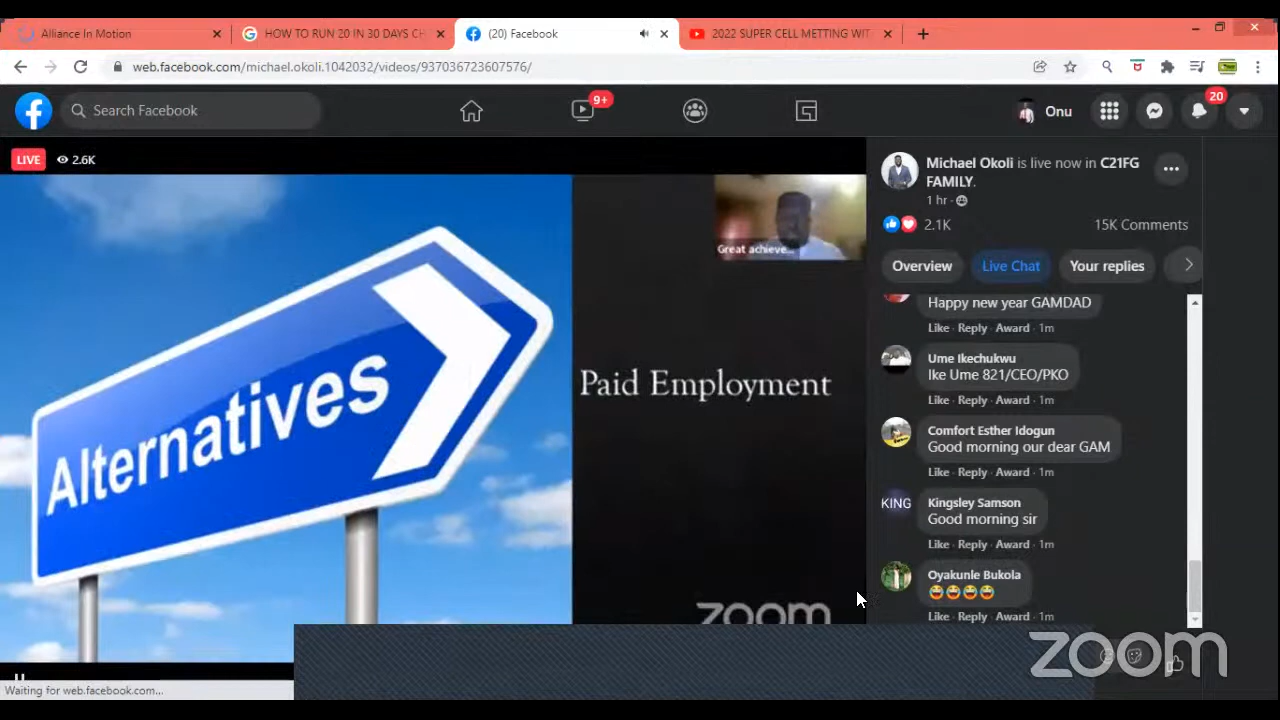 Alliance In Motion
HOW TO RUN 20 IN 30 DAYS CH
(20) Facebook
2022 SUPER CELL METTING WIT
web.facebook.com/michael.okoli.1042032/videos/937036723607576/
Search Facebook
9+
Onu
20
LIVE
2.6K
Great achieve...
Alternatives
Paid Employment
zoom
Michael Okoli is live now in C21FG
FAMILY.
1 hr
2.1K
15K Comments
Overview
Live Chat
Your replies
Happy new year GAMDAD
Like · Reply · Award · 1m
Ume Ikechukwu
Ike Ume 821/CEO/PKO
Like · Reply · Award · 1m
Comfort Esther Idogun
Good morning our dear GAM
Like · Reply · Award · 1m
KING
Kingsley Samson
Good morning sir
Like · Reply · Award · 1m
Oyakunle Bukola
😂😂😂😂
Like · Reply · Award · 1m
zoom
Waiting for web.facebook.com...